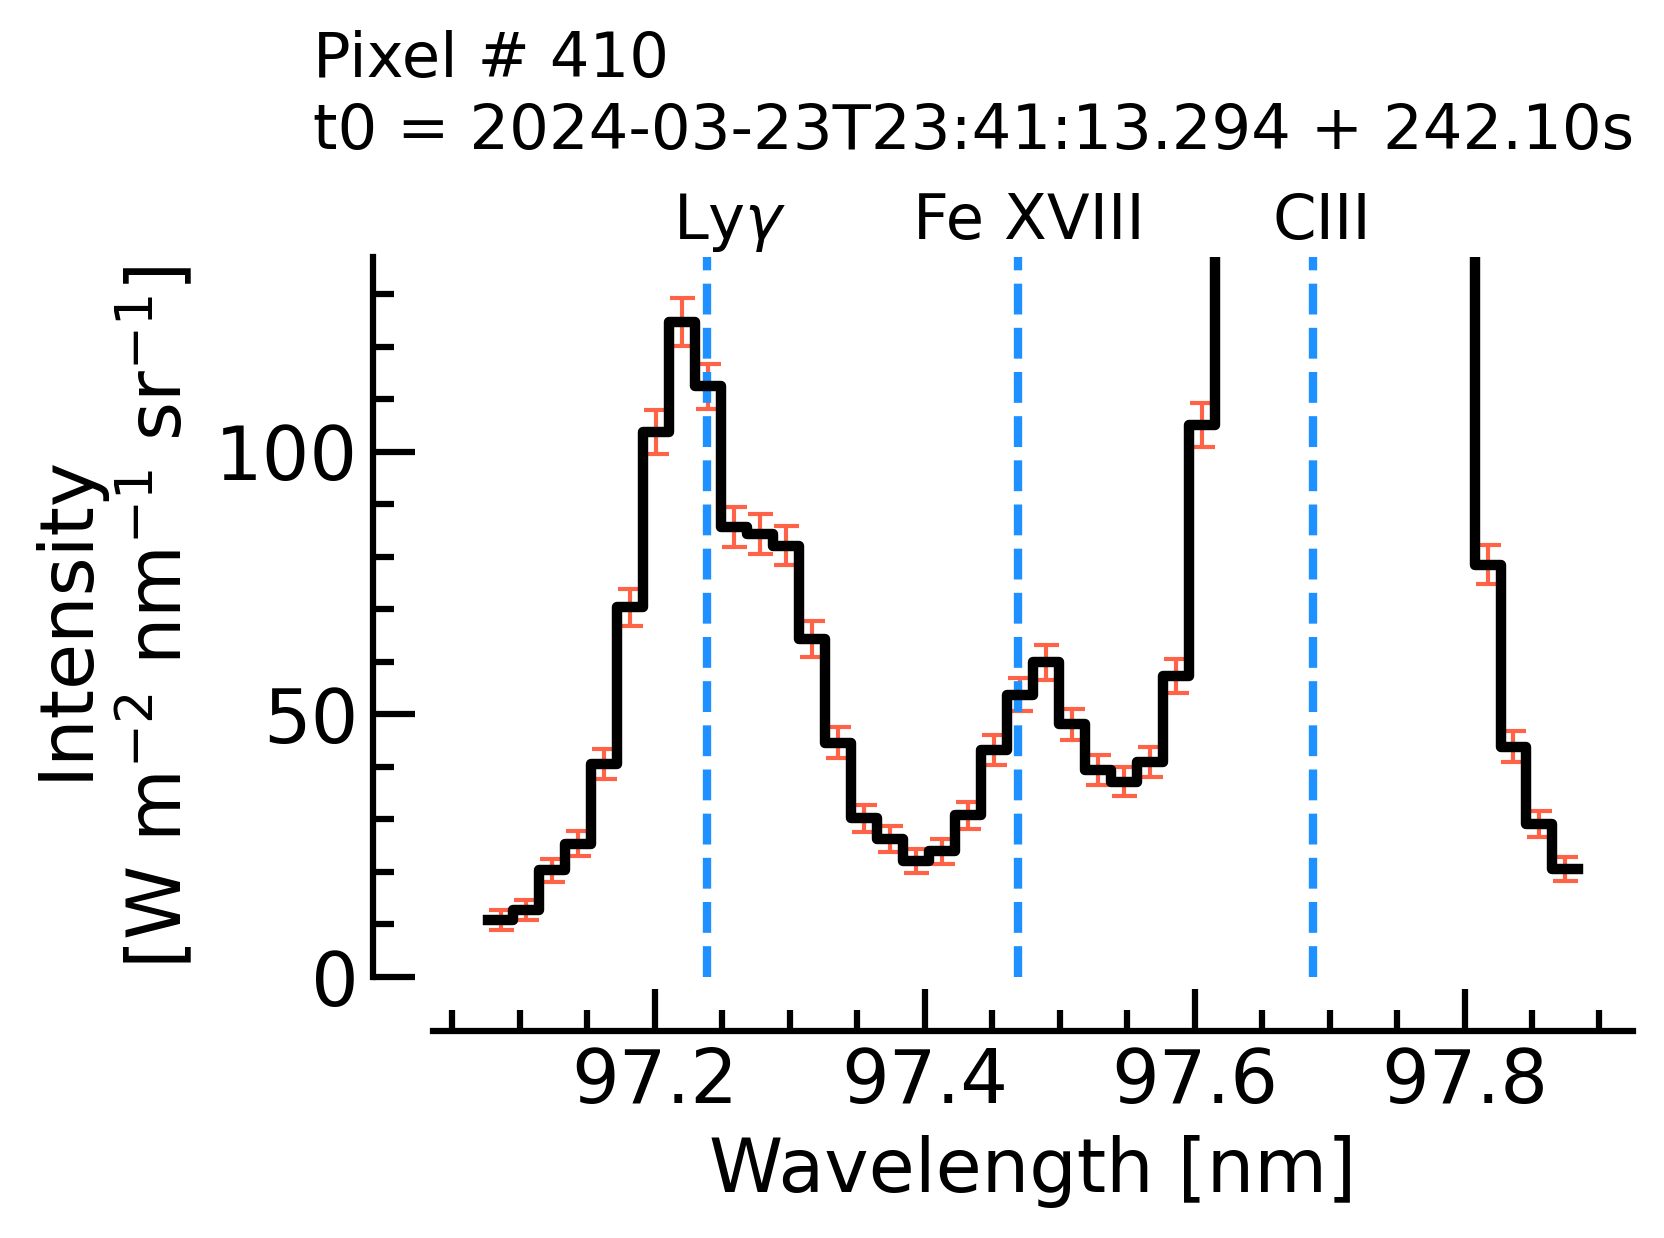 Pixel # 410
t0 = 2024-03-23T23:41:13.294 + 242.10s
Lyγ Fe XVIII CIII
Intensity
[W m⁻² nm⁻¹ sr⁻¹]
100
50
0
97.2 97.4 97.6 97.8
Wavelength [nm]